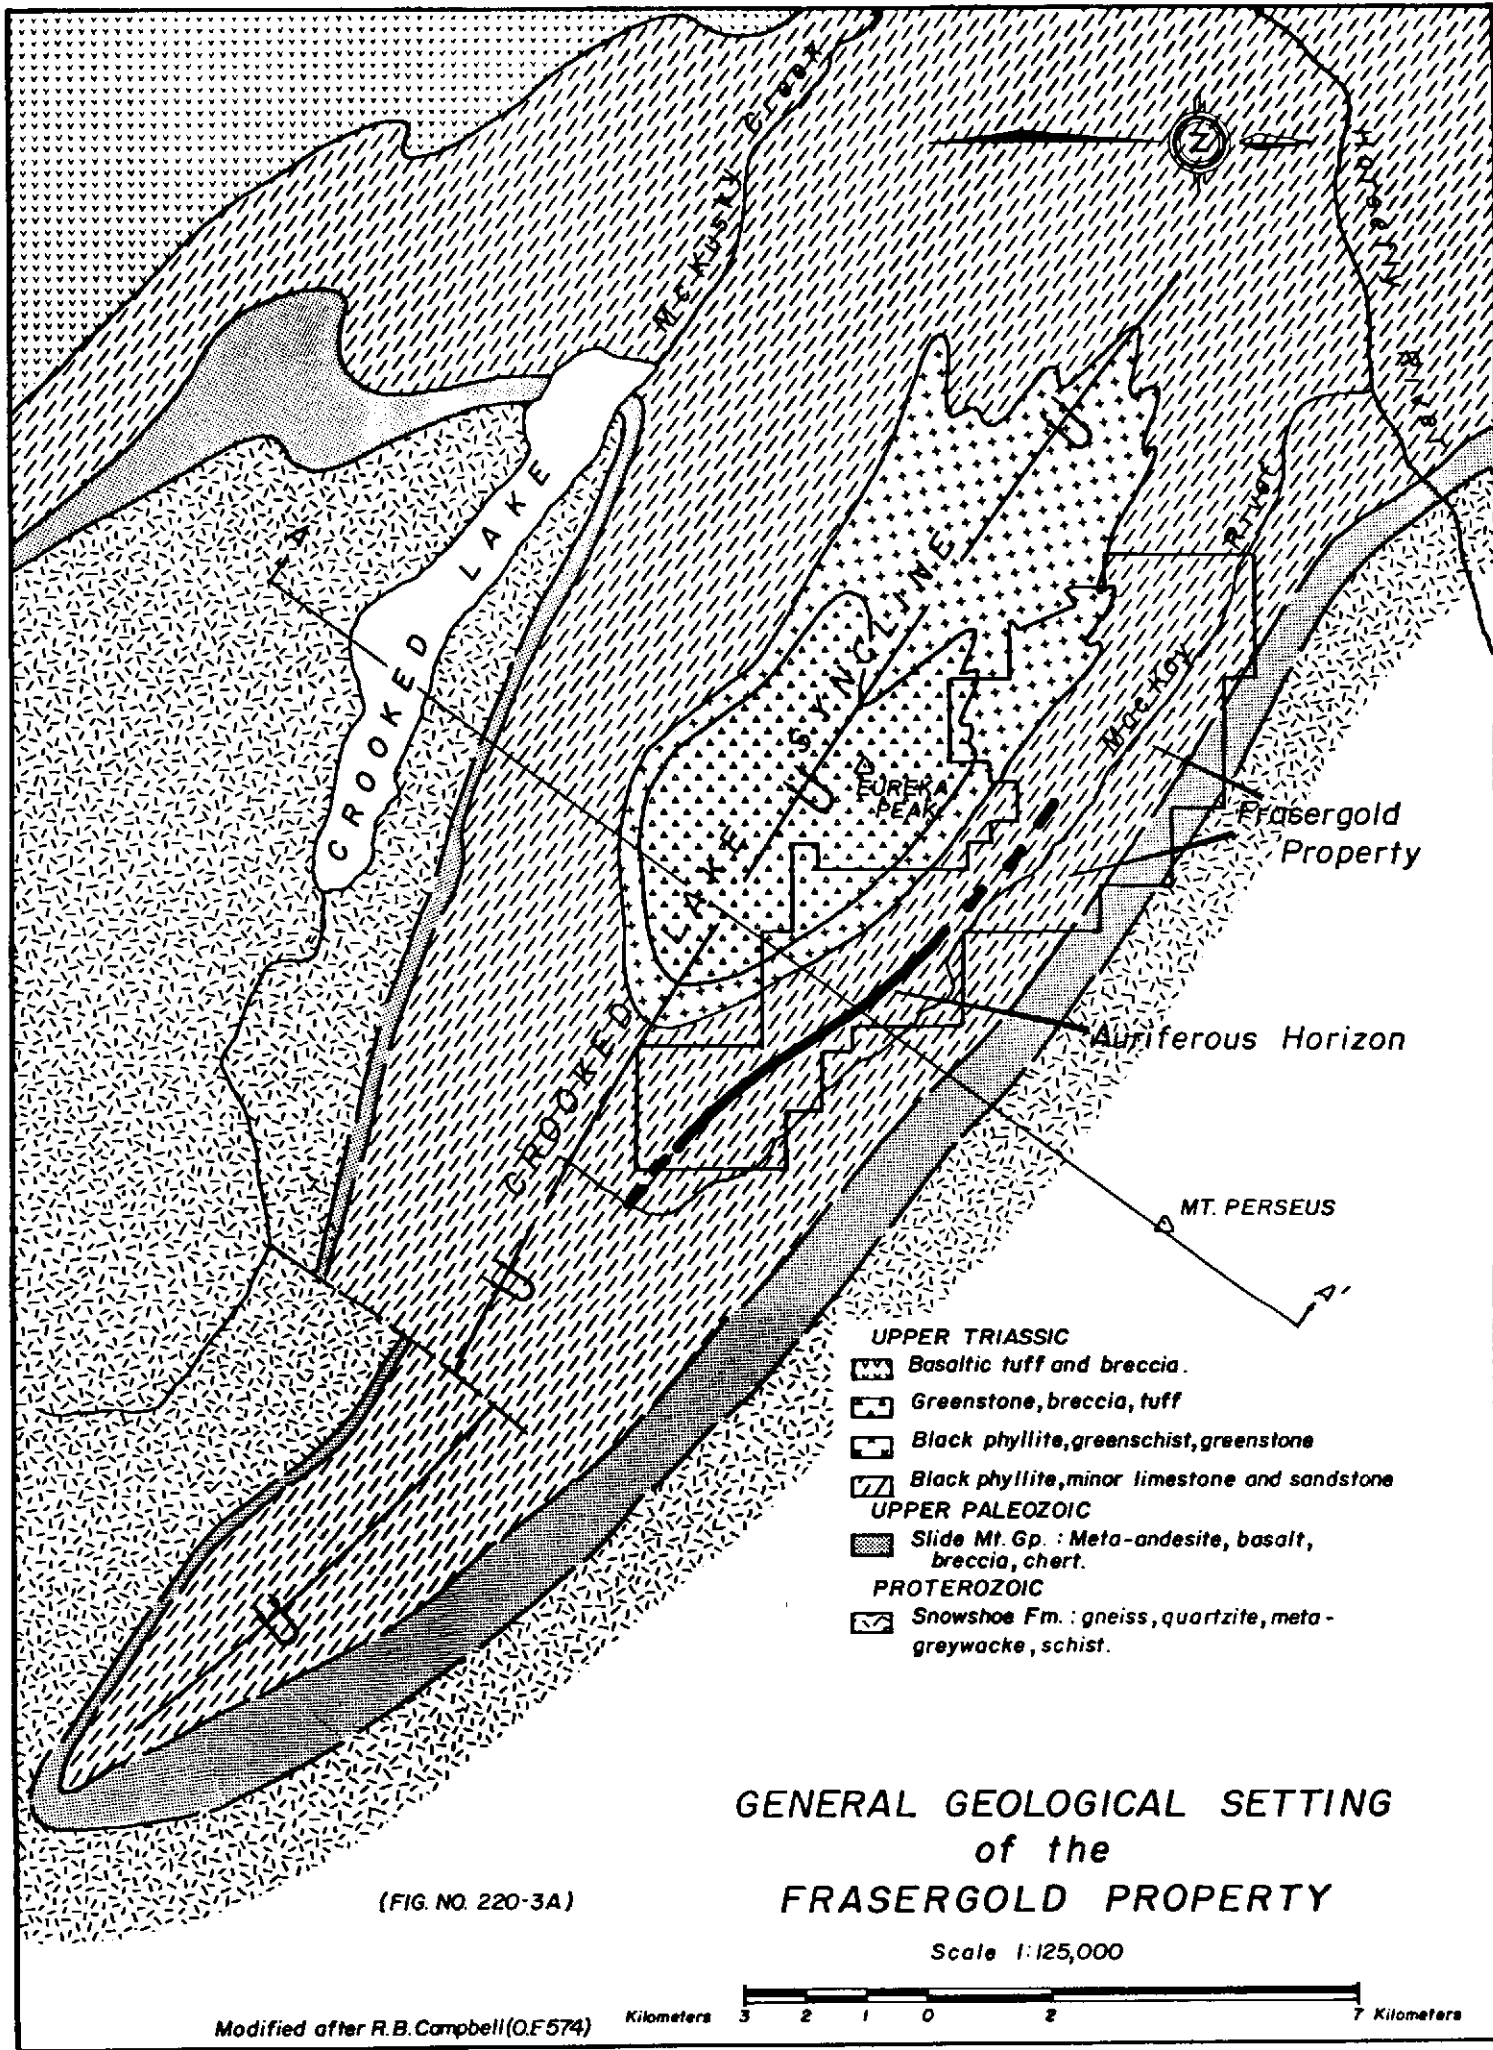 Mc Kusky Creek
N
Horsefly River
CROOKED LAKE
A
CROOKED LAKE SYNCLINE
EUREKA
PEAK
Mac Kay River
Frasergold
Property
Auriferous Horizon
MT. PERSEUS
A'
UPPER TRIASSIC
Basaltic tuff and breccia.
Greenstone, breccia, tuff
Black phyllite, greenschist, greenstone
Black phyllite, minor limestone and sandstone
UPPER PALEOZOIC
Slide Mt. Gp. : Meta-andesite, basalt,
breccia, chert.
PROTEROZOIC
Snowshoe Fm. : gneiss, quartzite, meta-
greywacke, schist.
GENERAL GEOLOGICAL SETTING
of the
FRASERGOLD PROPERTY
(FIG. NO. 220-3A)
Scale 1:125,000
Kilometers 3 2 1 0 2 7 Kilometers
Modified after R.B. Campbell (O.F 574)